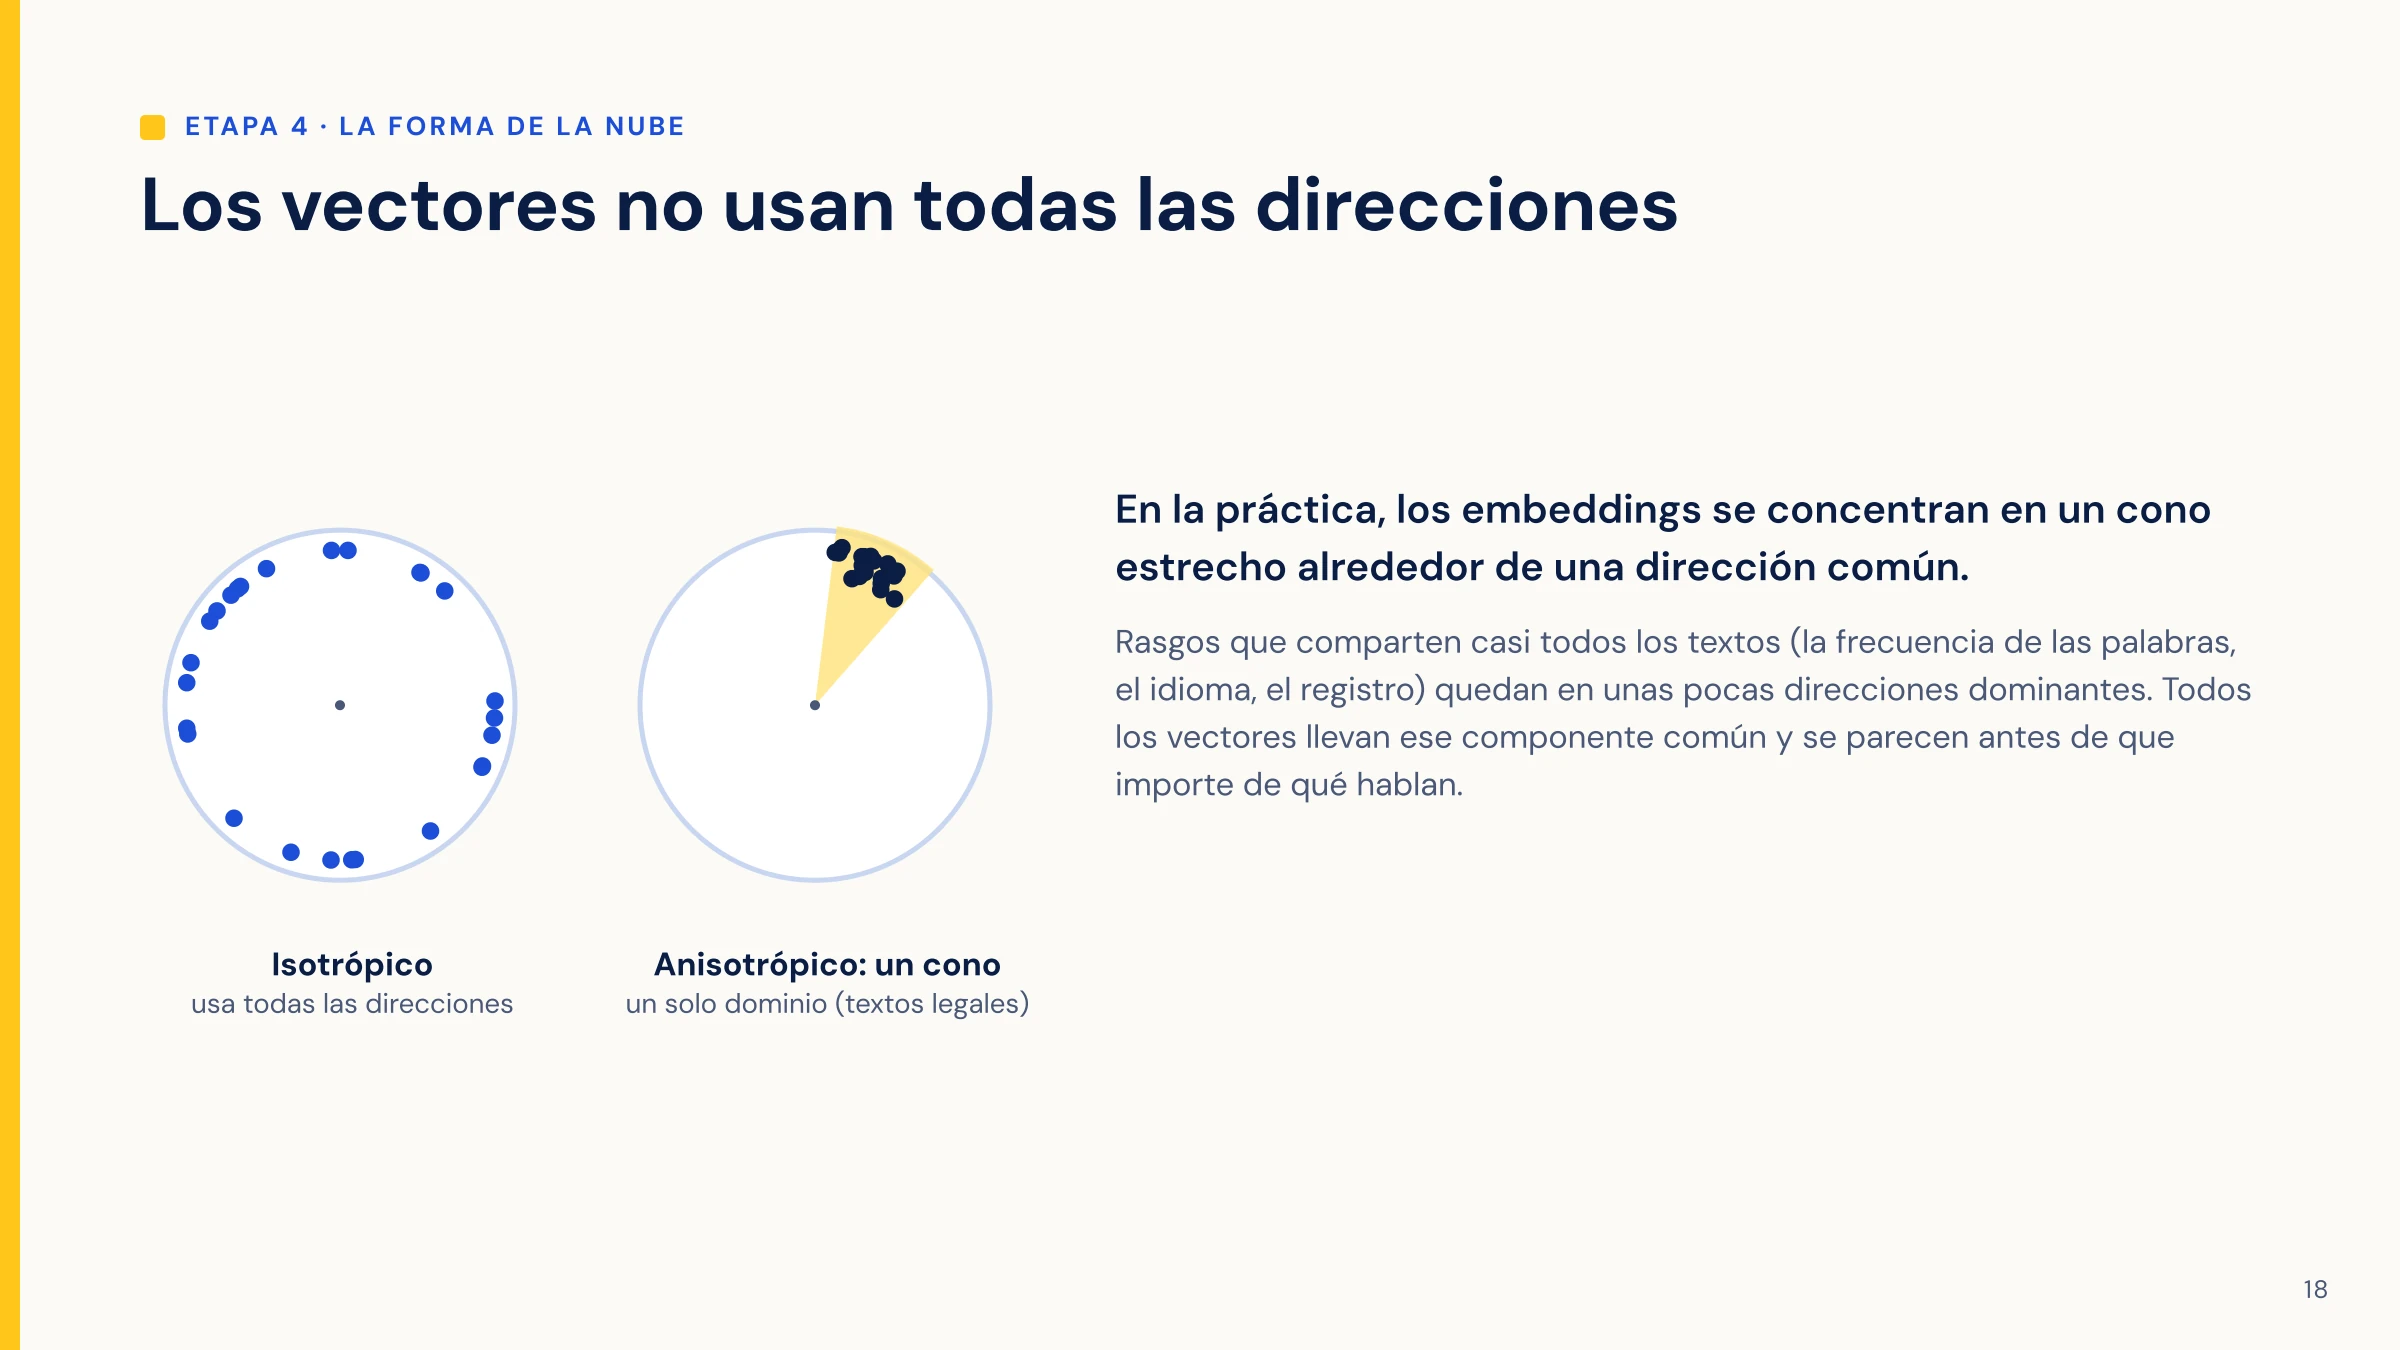 ETAPA 4 · LA FORMA DE LA NUBE
Los vectores no usan todas las direcciones
En la práctica, los embeddings se concentran en un cono
estrecho alrededor de una dirección común.
Rasgos que comparten casi todos los textos (la frecuencia de las palabras,
el idioma, el registro) quedan en unas pocas direcciones dominantes. Todos
los vectores llevan ese componente común y se parecen antes de que
importe de qué hablan.
Isotrópico
usa todas las direcciones
Anisotrópico: un cono
un solo dominio (textos legales)
18